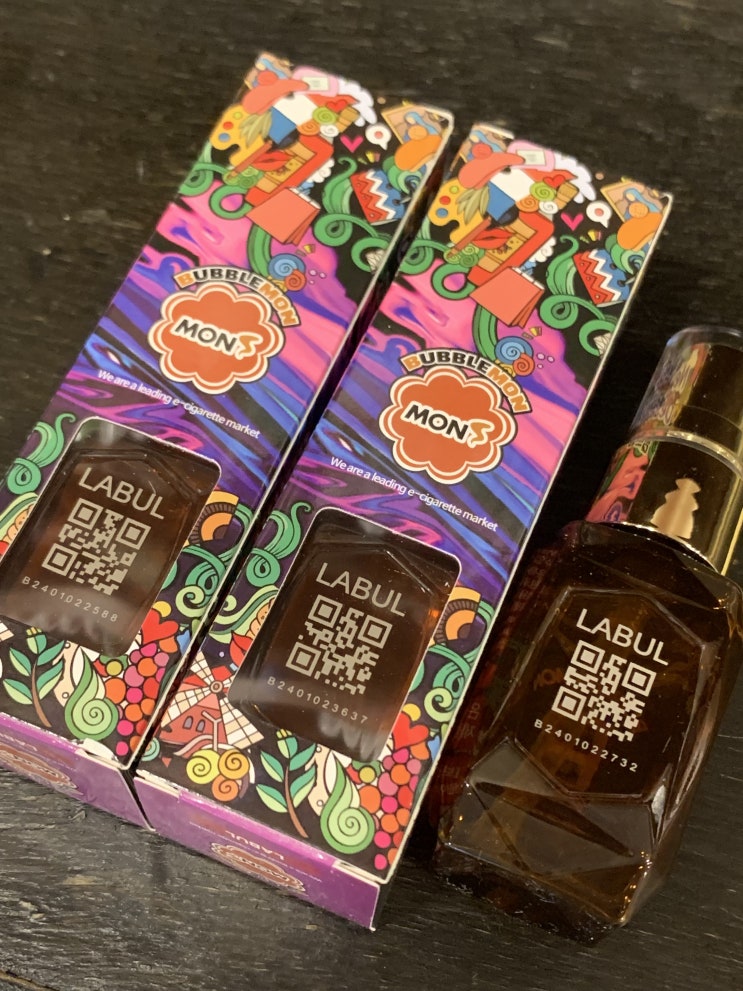 BUBBLEMON
MONS
We are a leading e-cigarette market
LABUL
B2401022588
BUBBLEMON
MONS
We are a leading e-cigarette market
LABUL
B2401023637
LABUL
B2401022732
LABUL